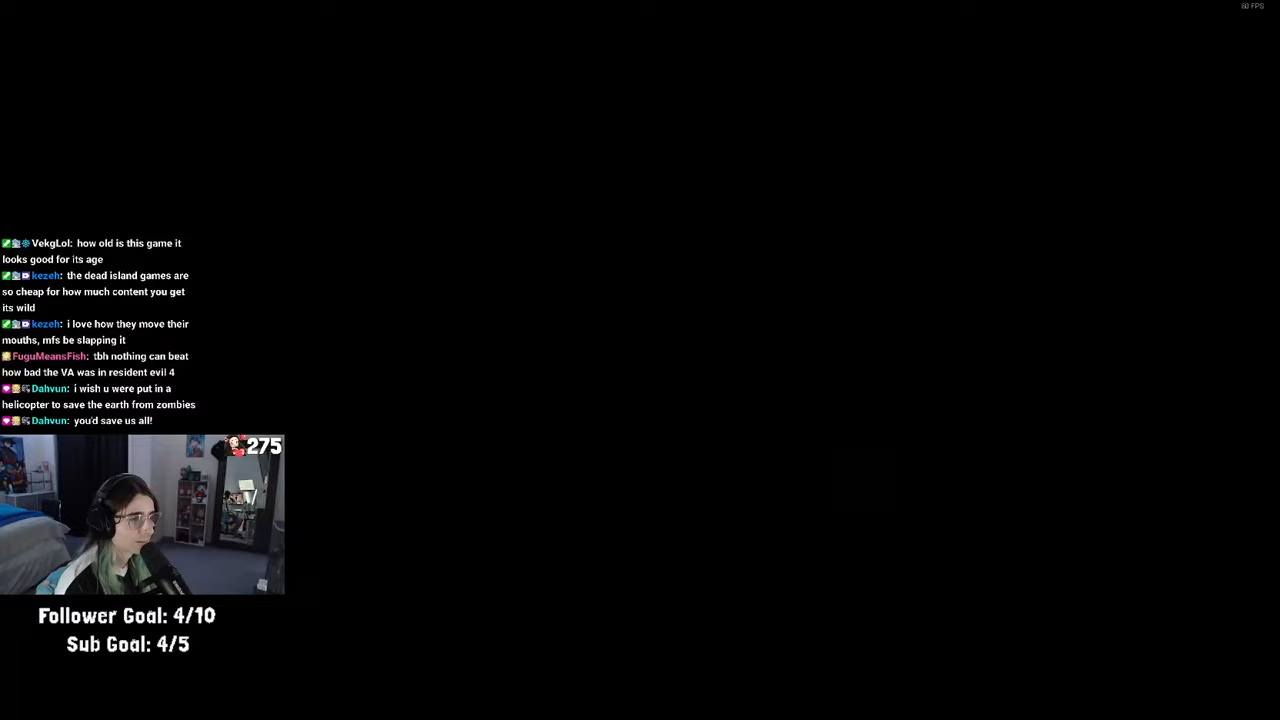 60 FPS
VekgLol: how old is this game it
looks good for its age
kezeh: the dead island games are
so cheap for how much content you get
its wild
kezeh: i love how they move their
mouths, mfs be slapping it
FuguMeansFish: tbh nothing can beat
how bad the VA was in resident evil 4
Dahvun: i wish u were put in a
helicopter to save the earth from zombies
Dahvun: you'd save us all!
275
Follower Goal: 4/10
Sub Goal: 4/5